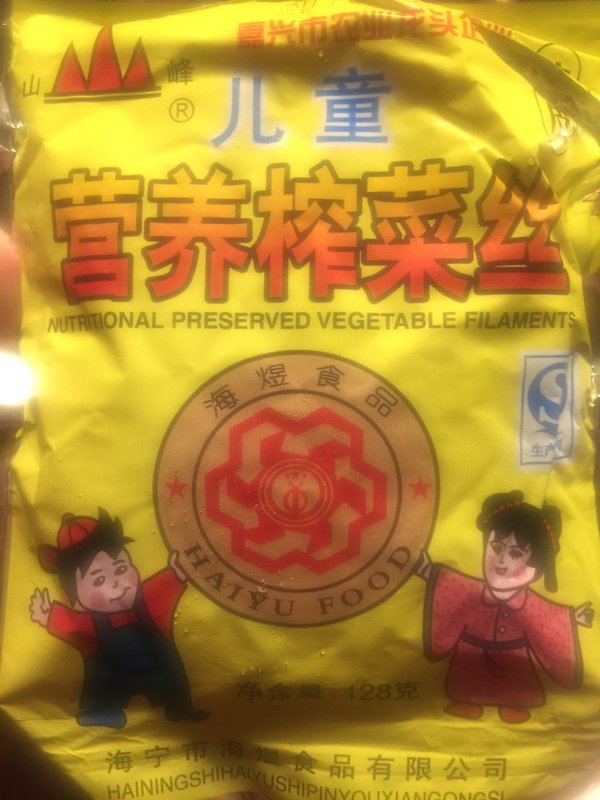 嘉兴市农业龙头企业
山 峰
®
儿童
营养榨菜丝
NUTRITIONAL PRESERVED VEGETABLE FILAMENTS
海煜食品
HAIYU FOOD
生产许
净含量:128克
海宁市海煜食品有限公司
HAININGSHIHAIYUSHIPINYOUXIANGONGSI